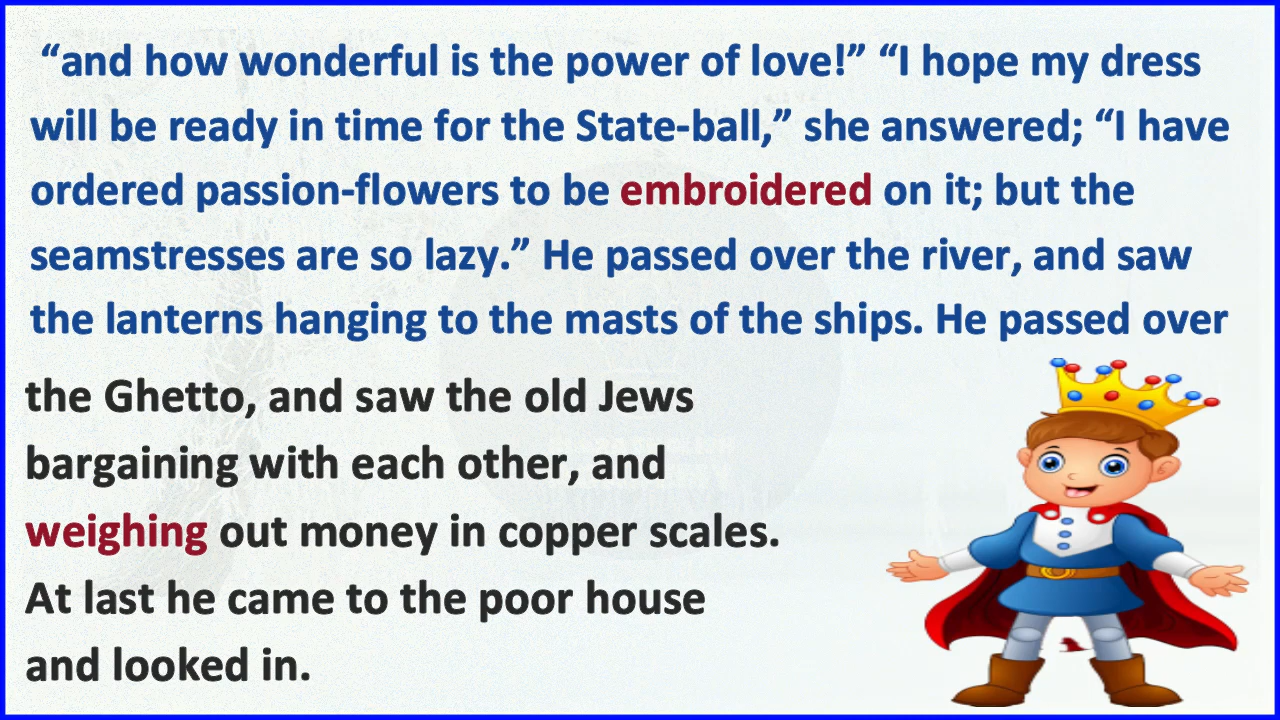 “and how wonderful is the power of love!” “I hope my dress
will be ready in time for the State-ball,” she answered; “I have
ordered passion-flowers to be embroidered on it; but the
seamstresses are so lazy.” He passed over the river, and saw
the lanterns hanging to the masts of the ships. He passed over
the Ghetto, and saw the old Jews
bargaining with each other, and
weighing out money in copper scales.
At last he came to the poor house
and looked in.